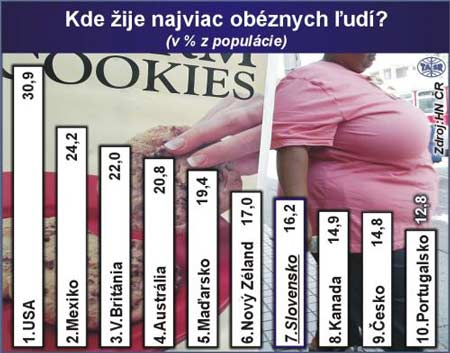 Kde žije najviac obéznych ľudí?
(v % z populácie)
TASR
COOKIES
Zdroj:HN ČR
30,9
1.USA
24,2
2.Mexiko
22,0
3.V.Británia
20,8
4.Austrália
19,4
5.Maďarsko
17,0
6.Nový Zéland
16,2
7.Slovensko
14,9
8.Kanada
14,8
9.Česko
12,8
10.Portugalsko